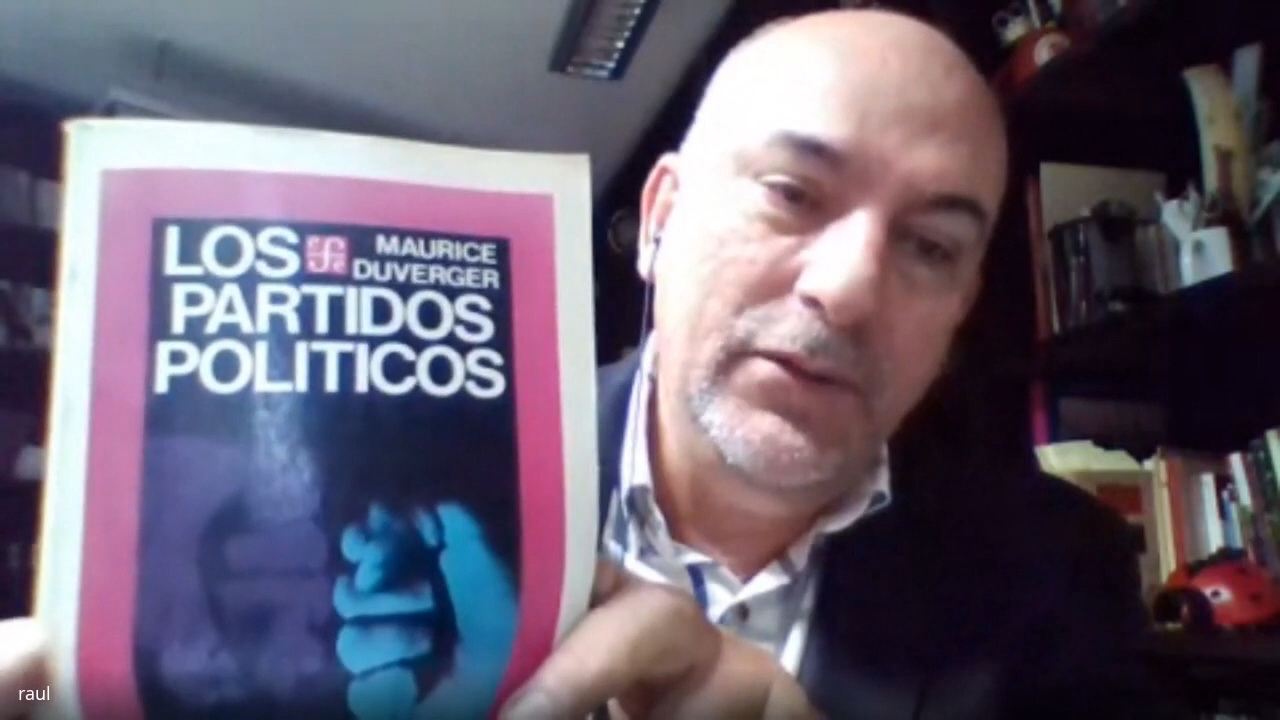 LOS
MAURICE
DUVERGER
PARTIDOS
POLITICOS
raul